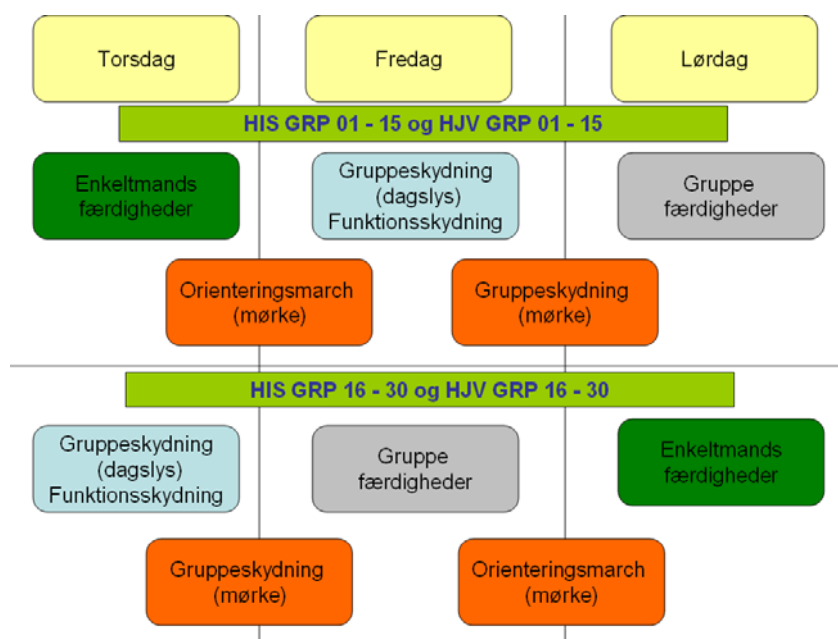 Torsdag
Fredag
Lørdag
HIS GRP 01 - 15 og HJV GRP 01 - 15
Enkeltmands
færdigheder
Gruppeskydning
(dagslys)
Funktionsskydning
Gruppe
færdigheder
Orienteringsmarch
(mørke)
Gruppeskydning
(mørke)
HIS GRP 16 - 30 og HJV GRP 16 - 30
Gruppeskydning
(dagslys)
Funktionsskydning
Gruppe
færdigheder
Enkeltmands
færdigheder
Gruppeskydning
(mørke)
Orienteringsmarch
(mørke)